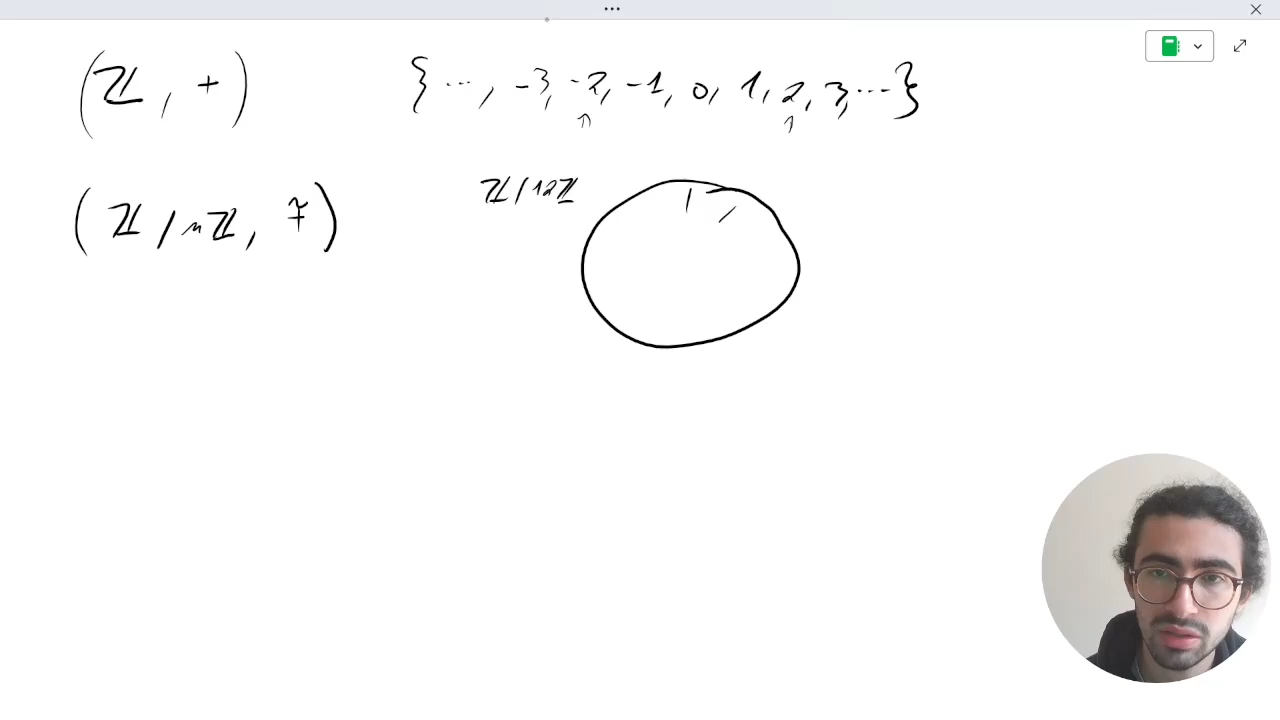 (ℤ, +) {..., -3, -2, -1, 0, 1, 2, 3, ...}
(ℤ/nℤ, +̃) ℤ/12ℤ